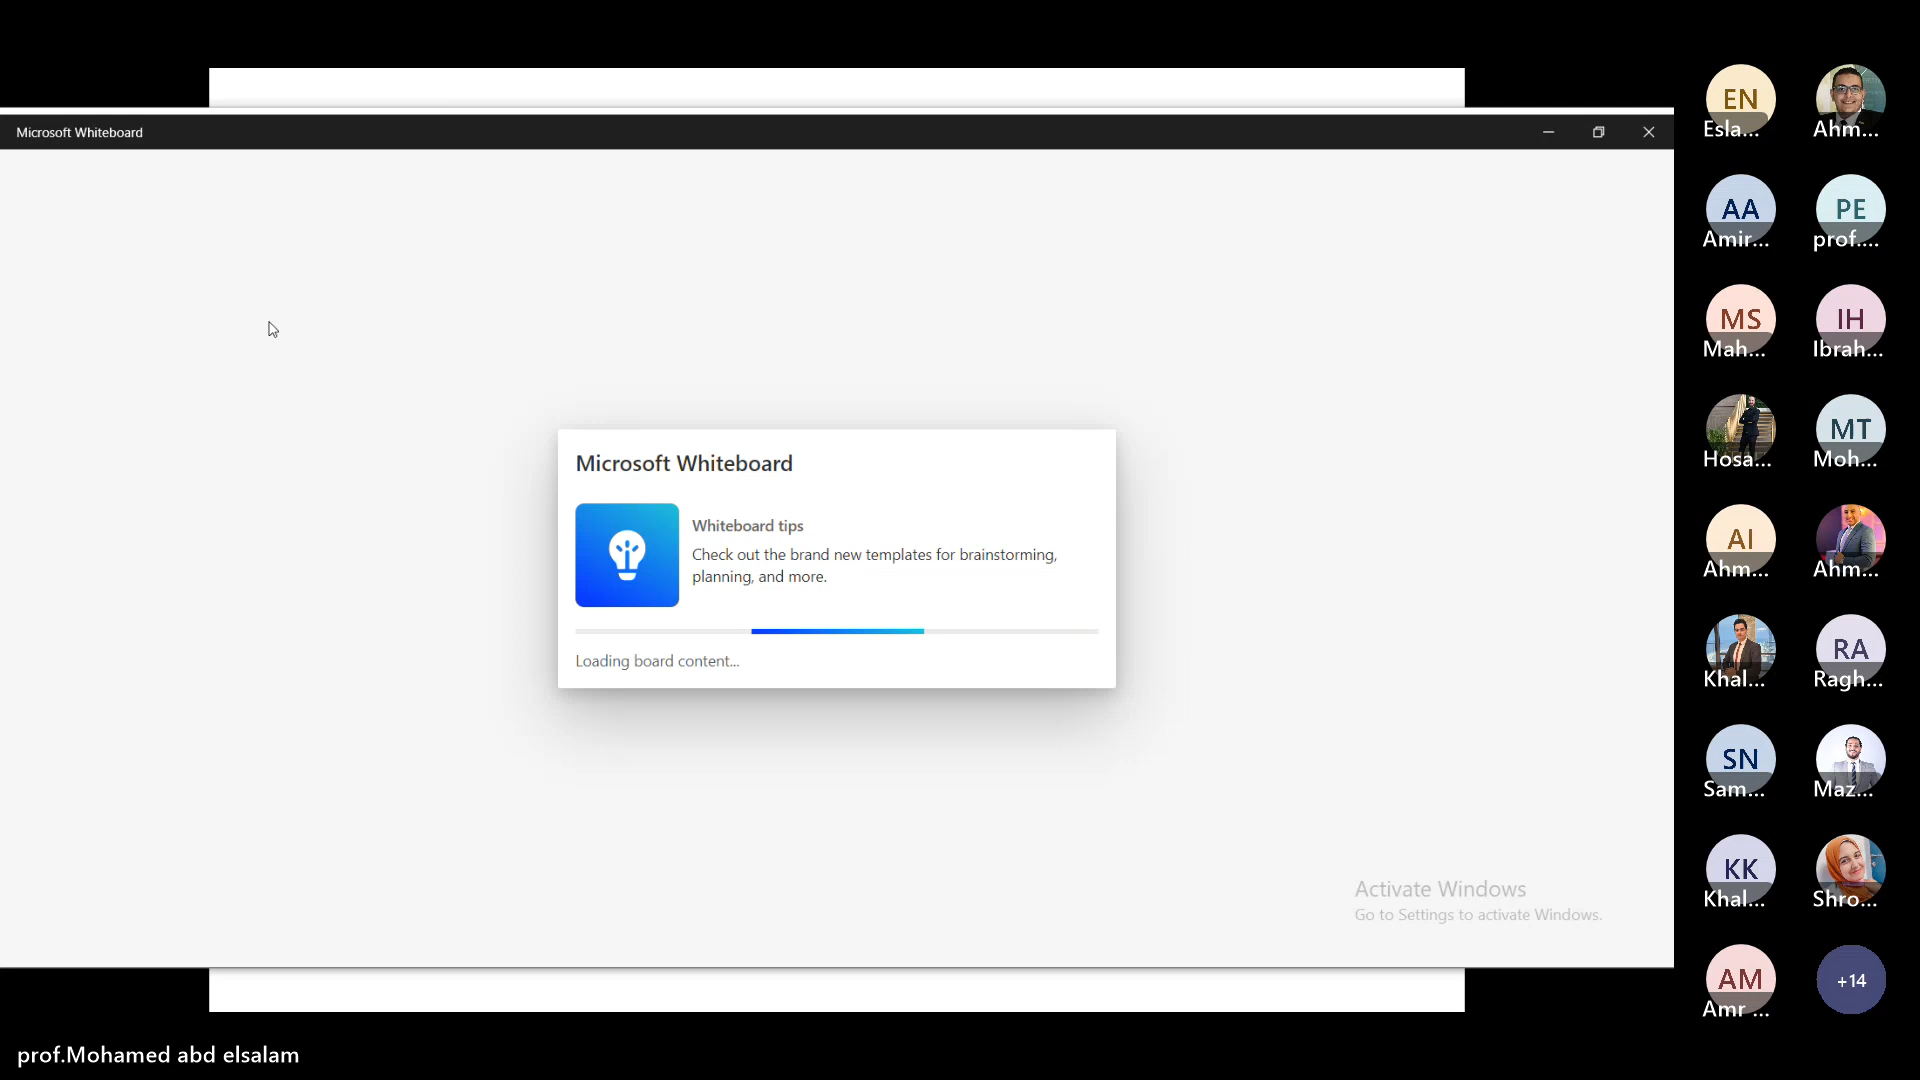 Microsoft Whiteboard
Microsoft Whiteboard
Whiteboard tips
Check out the brand new templates for brainstorming,
planning, and more.
Loading board content...
Activate Windows
Go to Settings to activate Windows.
EN
Esla...
Ahm...
AA
Amir...
PE
prof....
MS
Mah...
IH
Ibrah...
Hosa...
MT
Moh...
AI
Ahm...
Ahm...
Khal...
RA
Ragh...
SN
Sam...
Maz...
KK
Khal...
Shro...
AM
Amr ...
+14
prof.Mohamed abd elsalam